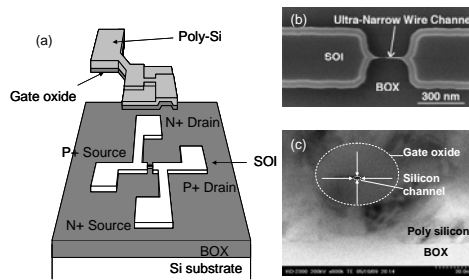 (a)
Poly-Si
Gate oxide
N+ Drain
P+ Source
SOI
P+ Drain
N+ Source
BOX
Si substrate
(b)
Ultra-Narrow Wire Channel
SOI
BOX
300 nm
(c)
Gate oxide
Silicon
channel
Poly silicon
BOX